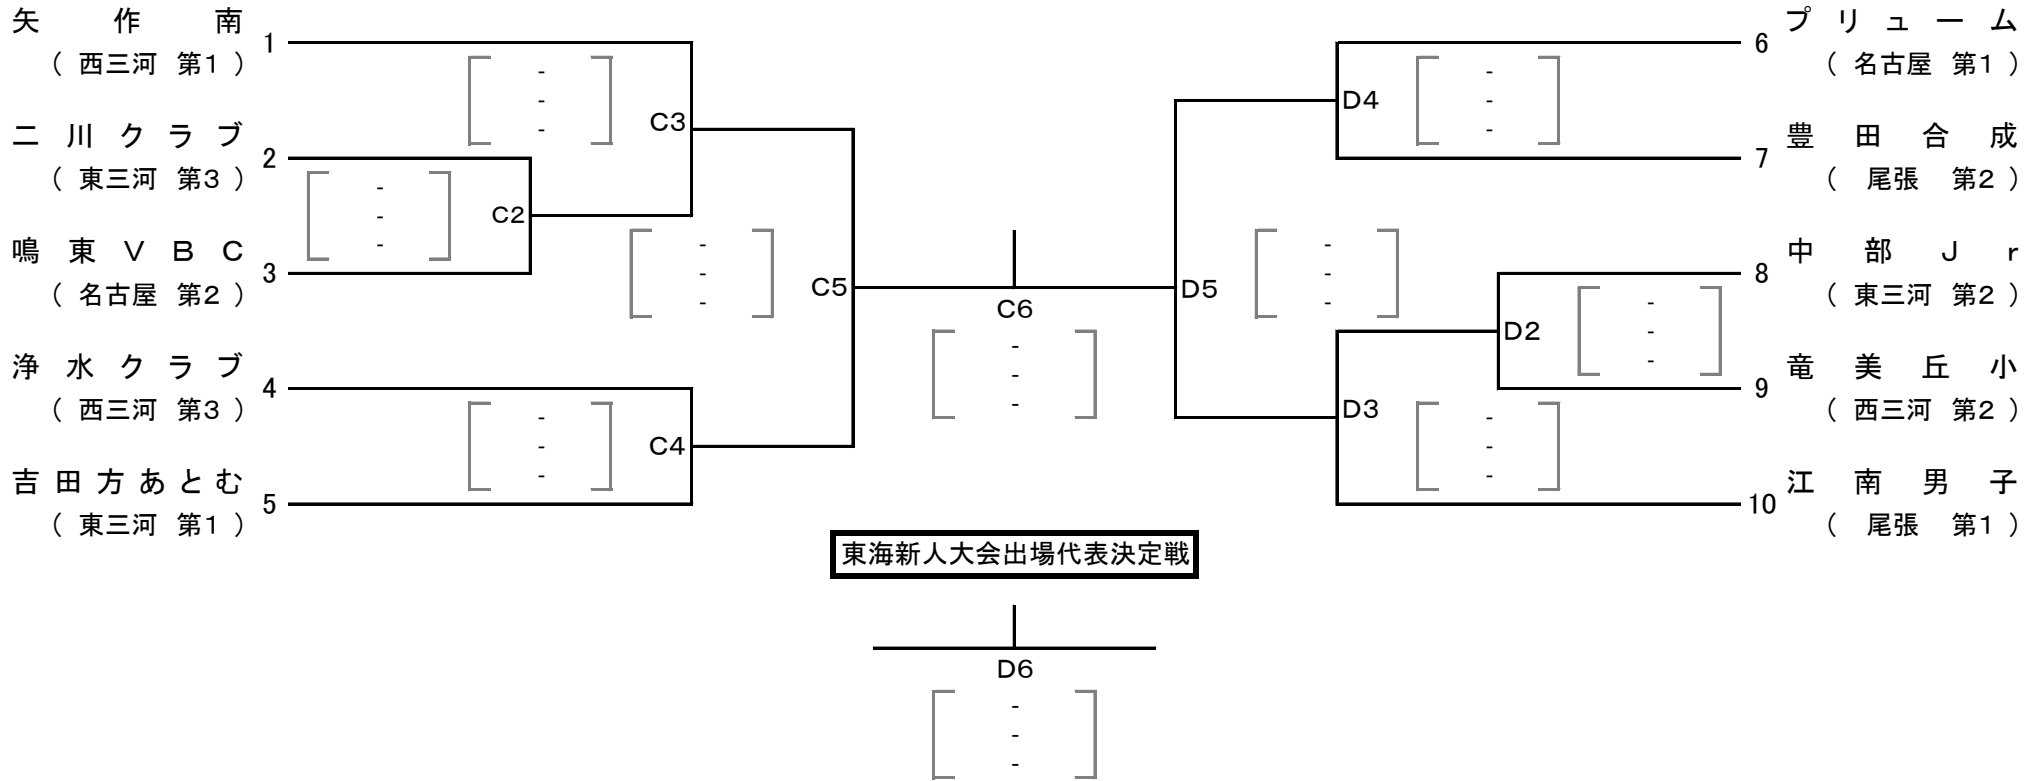 矢作南
1
（ 西三河 第1 ）
二川クラブ
2
（ 東三河 第3 ）
鳴東ＶＢＣ
3
（ 名古屋 第2 ）
浄水クラブ
4
（ 西三河 第3 ）
吉田方あとむ
5
（ 東三河 第1 ）
-
-
-
C3
-
-
-
C2
-
-
-
C5
-
-
-
C4
C6
-
-
-
D4
-
-
-
D5
-
-
-
D2
-
-
-
D3
-
-
-
プリューム
6
（ 名古屋 第1 ）
豊田合成
7
（ 尾張 第2 ）
中部Ｊｒ
8
（ 東三河 第2 ）
竜美丘小
9
（ 西三河 第2 ）
江南男子
10
（ 尾張 第1 ）
東海新人大会出場代表決定戦
D6
-
-
-